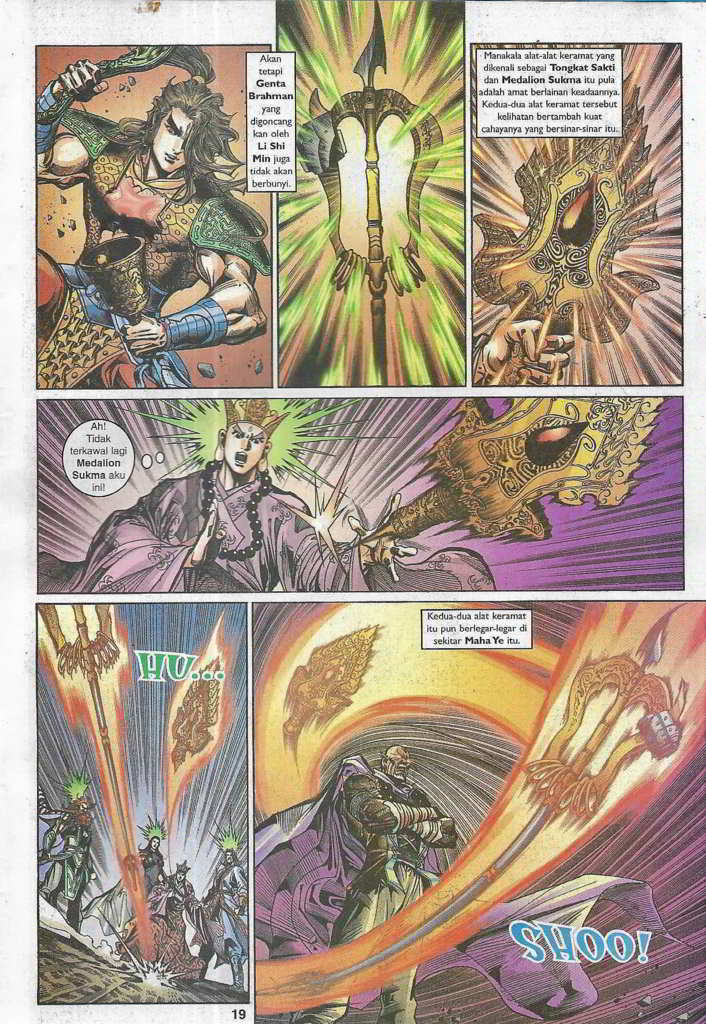 Akan
tetapi
Genta
Brahman
yang
digoncang
kan oleh
Li Shi
Min juga
tidak akan
berbunyi.
Manakala alat-alat keramat yang
dikenali sebagai Tongkat Sakti
dan Medalion Sukma itu pula
adalah amat berlainan keadaannya.
Kedua-dua alat keramat tersebut
kelihatan bertambah kuat
cahayanya yang bersinar-sinar itu.
Ah!
Tidak
terkawal lagi
Medalion
Sukma aku
ini!
HU...
Kedua-dua alat keramat
itu pun berlegar-legar di
sekitar Maha Ye itu.
SHOO!
19